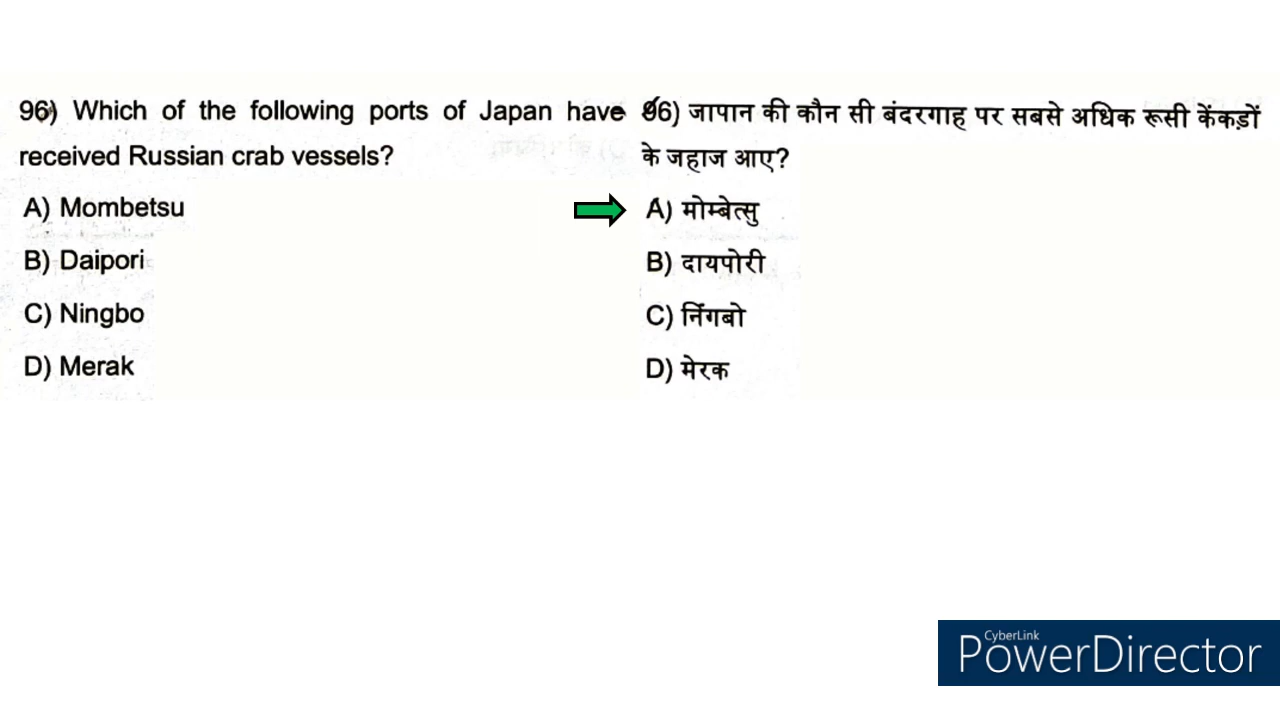 96) Which of the following ports of Japan have
received Russian crab vessels?
A) Mombetsu
B) Daipori
C) Ningbo
D) Merak
96) जापान की कौन सी बंदरगाह पर सबसे अधिक रूसी केंकड़ों
के जहाज आए?
A) मोम्बेत्सु
B) दायपोरी
C) निंगबो
D) मेरक
CyberLink
PowerDirector